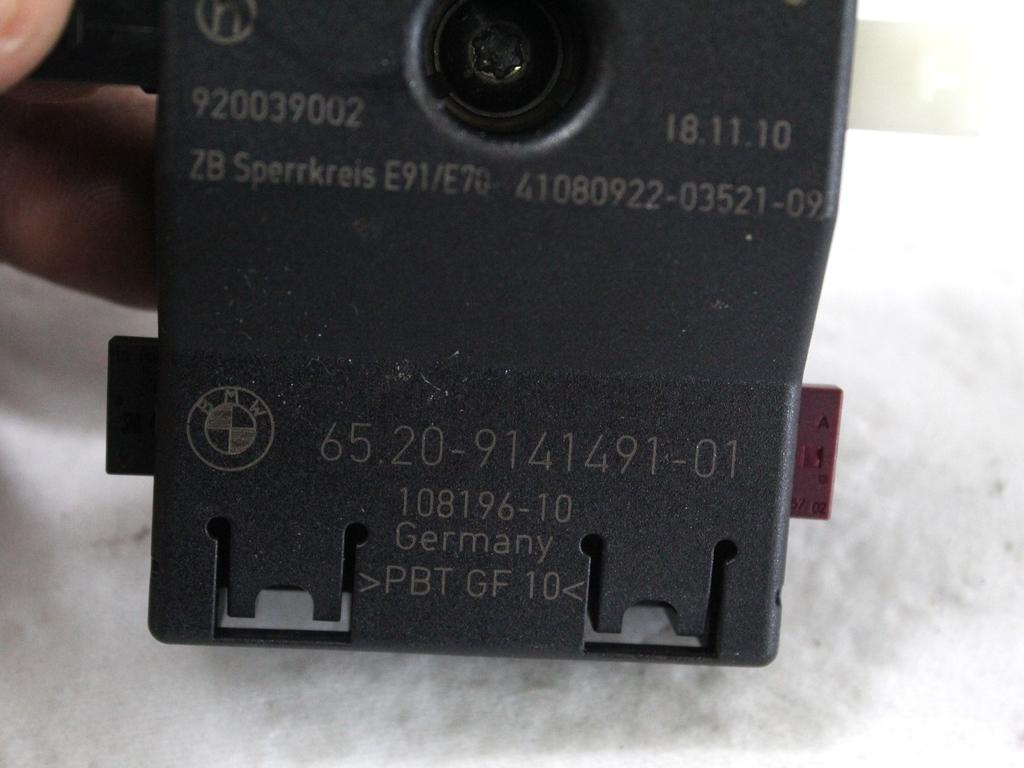 h
920039002 18.11.10
ZB Sperrkreis E91/E70 41080922-03521-09
BMW
65.20-9141491-01
108196-10
Germany
>PBT GF 10<
A